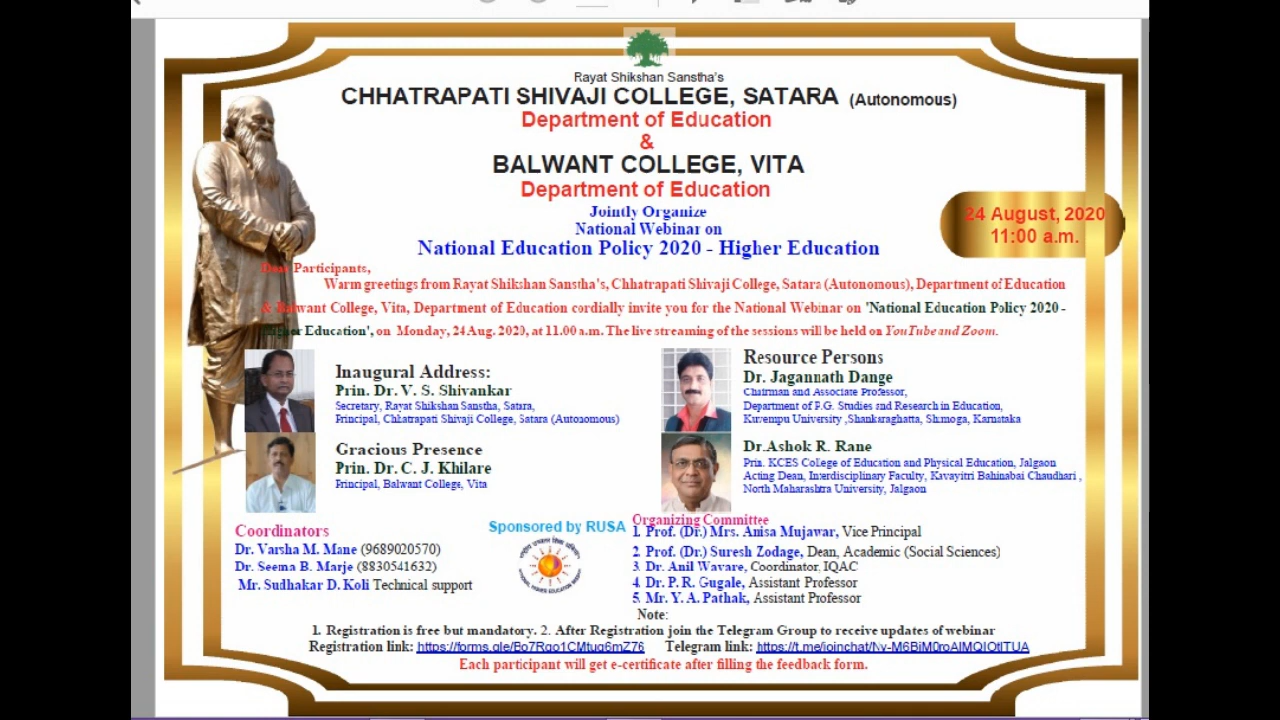 Rayat Shikshan Sanstha's
CHHATRAPATI SHIVAJI COLLEGE, SATARA (Autonomous)
Department of Education
&
BALWANT COLLEGE, VITA
Department of Education
Jointly Organize
National Webinar on
National Education Policy 2020 - Higher Education
24 August, 2020
11:00 a.m.
Dear Participants,
Warm greetings from Rayat Shikshan Sanstha's, Chhatrapati Shivaji College, Satara (Autonomous), Department of Education
& Balwant College, Vita, Department of Education cordially invite you for the National Webinar on 'National Education Policy 2020 -
Higher Education', on Monday, 24 Aug. 2020, at 11.00 a.m. The live streaming of the sessions will be held on YouTube and Zoom.
Inaugural Address:
Prin. Dr. V. S. Shivankar
Secretary, Rayat Shikshan Sanstha, Satara,
Principal, Chhatrapati Shivaji College, Satara (Autonomous)
Gracious Presence
Prin. Dr. C. J. Khilare
Principal, Balwant College, Vita
Resource Persons
Dr. Jagannath Dange
Chairman and Associate Professor,
Department of P.G. Studies and Research in Education,
Kuvempu University ,Shankaraghatta, Shimoga, Karnataka
Dr.Ashok R. Rane
Prin. KCES College of Education and Physical Education, Jalgaon
Acting Dean, Interdisciplinary Faculty, Kavayitri Bahinabai Chaudhari ,
North Maharashtra University, Jalgaon
Coordinators
Dr. Varsha M. Mane (9689020570)
Dr. Seema B. Marje (8830541632)
Mr. Sudhakar D. Koli Technical support
Sponsored by RUSA
Organizing Committee
1. Prof. (Dr.) Mrs. Anisa Mujawar, Vice Principal
2. Prof. (Dr.) Suresh Zodage, Dean, Academic (Social Sciences)
3. Dr. Anil Wavare, Coordinator, IQAC
4. Dr. P. R. Gugale, Assistant Professor
5. Mr. Y. A. Pathak, Assistant Professor
Note:
1. Registration is free but mandatory. 2. After Registration join the Telegram Group to receive updates of webinar
Registration link: Telegram link:
Each participant will get e-certificate after filling the feedback form.